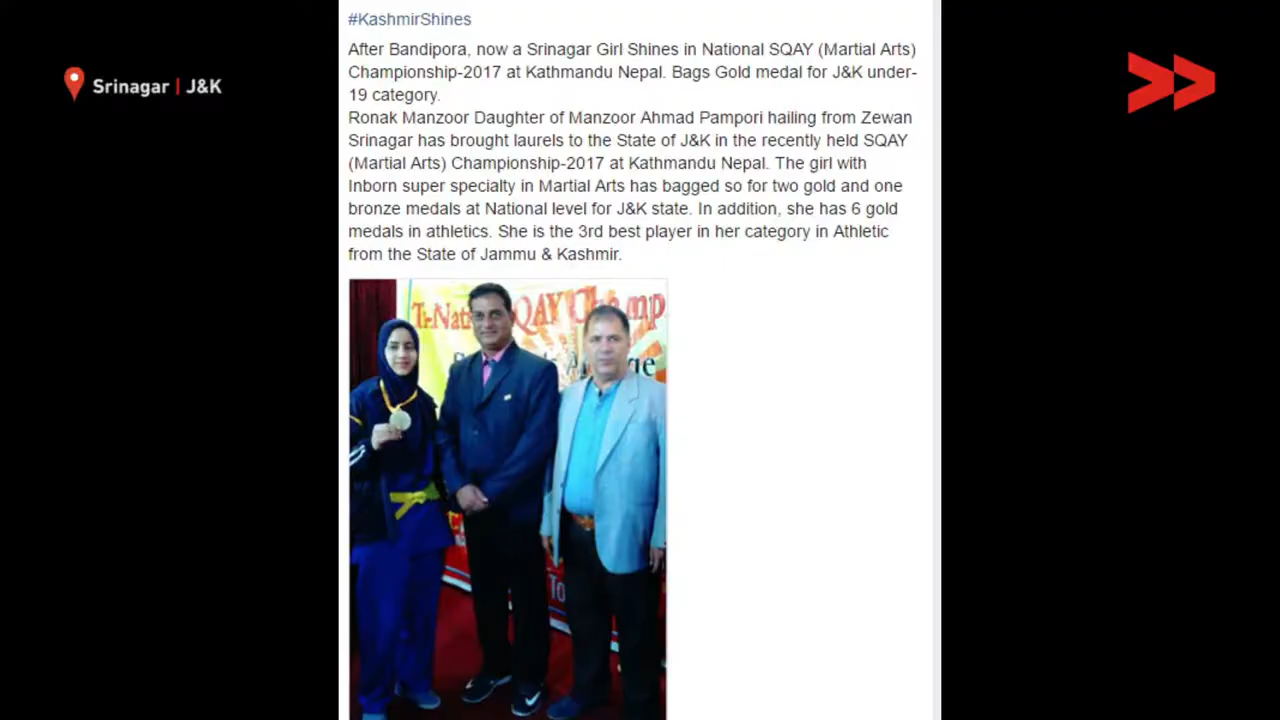 #KashmirShines
After Bandipora, now a Srinagar Girl Shines in National SQAY (Martial Arts)
Srinagar | J&K
Championship-2017 at Kathmandu Nepal. Bags Gold medal for J&K under-
19 category.
Ronak Manzoor Daughter of Manzoor Ahmad Pampori hailing from Zewan
Srinagar has brought laurels to the State of J&K in the recently held SQAY
(Martial Arts) Championship-2017 at Kathmandu Nepal. The girl with
Inborn super specialty in Martial Arts has bagged so for two gold and one
bronze medals at National level for J&K state. In addition, she has 6 gold
medals in athletics. She is the 3rd best player in her category in Athletic
from the State of Jammu & Kashmir.
QAY Champ